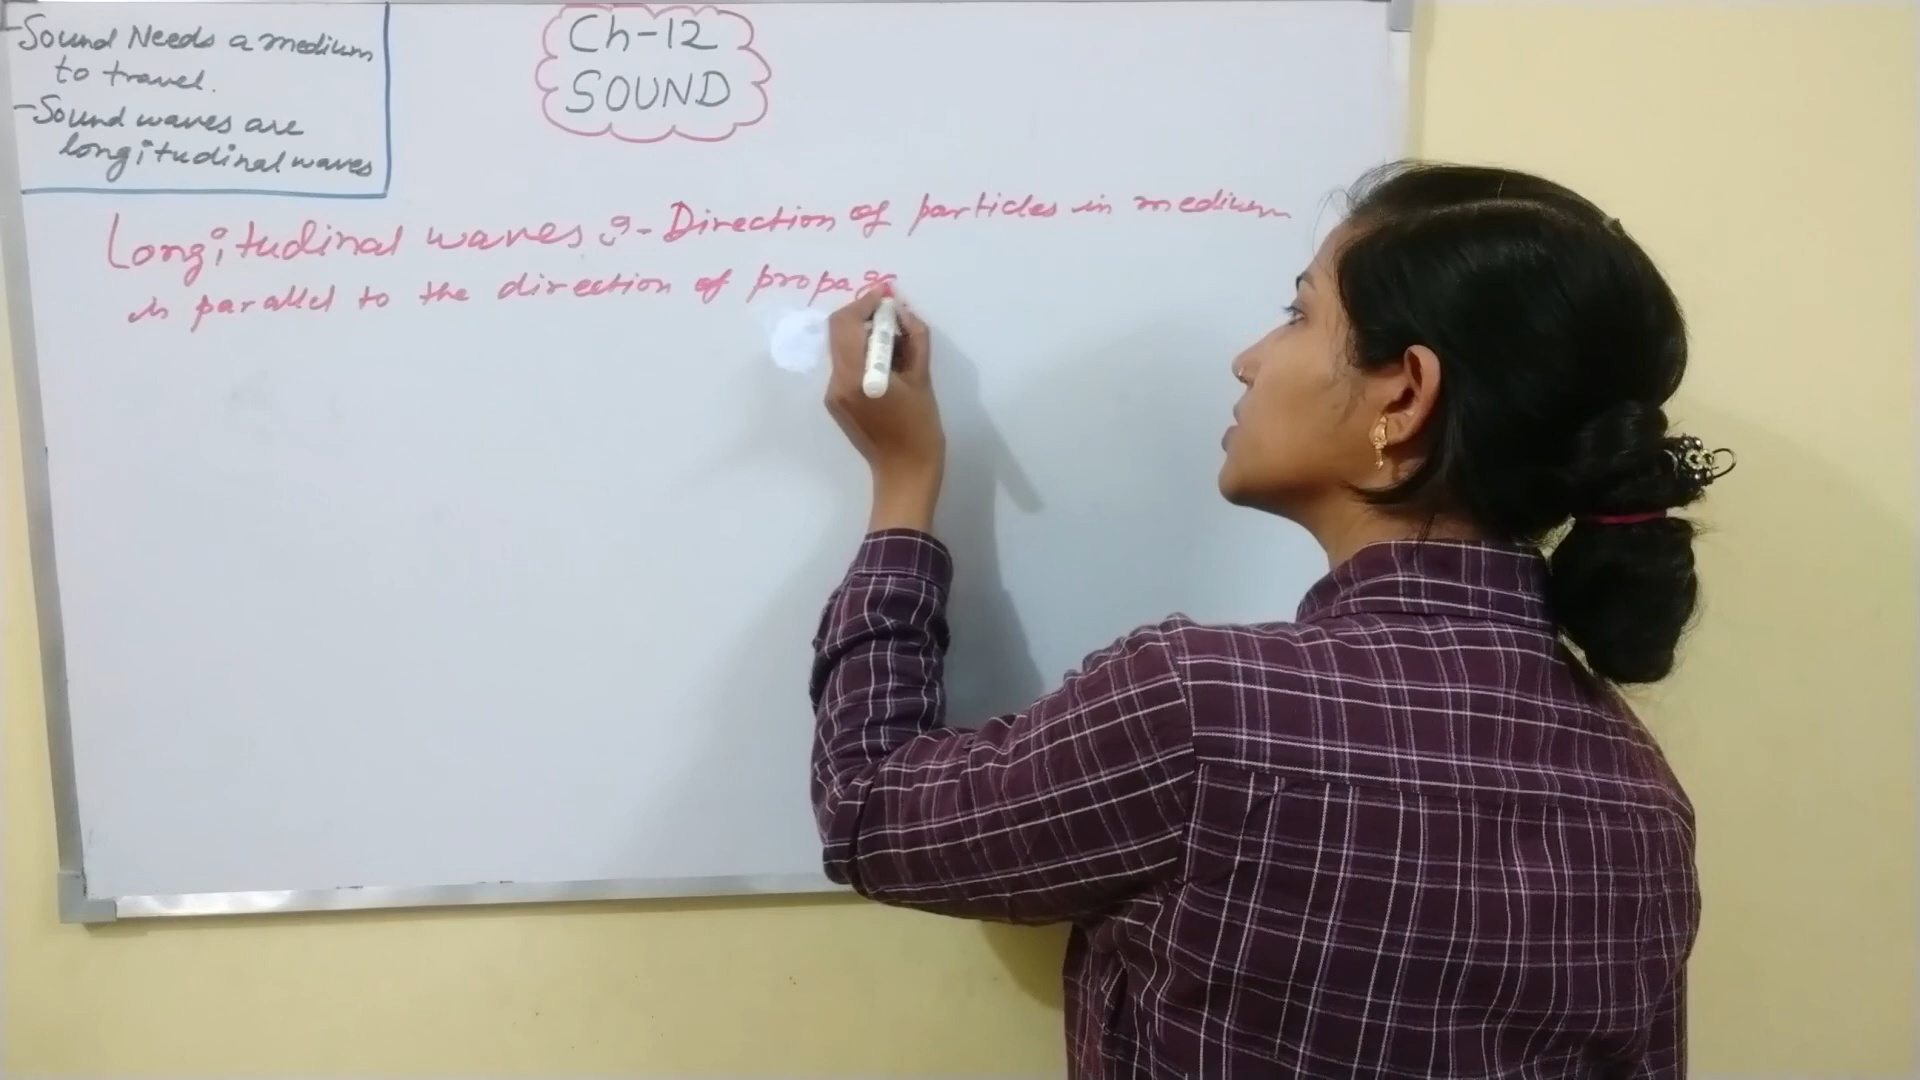 -Sound Needs a medium
to travel.
-Sound waves are
longitudinal waves
Ch-12
SOUND
Longitudinal waves :- Direction of particles in medium
is parallel to the direction of propag